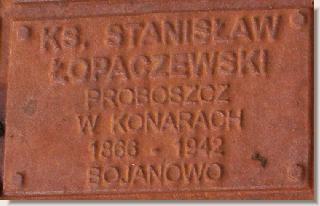 KS. STANISŁAW
ŁOPACZEWSKI
PROBOSZCZ
W KONARACH
1866 - 1942
BOJANOWO